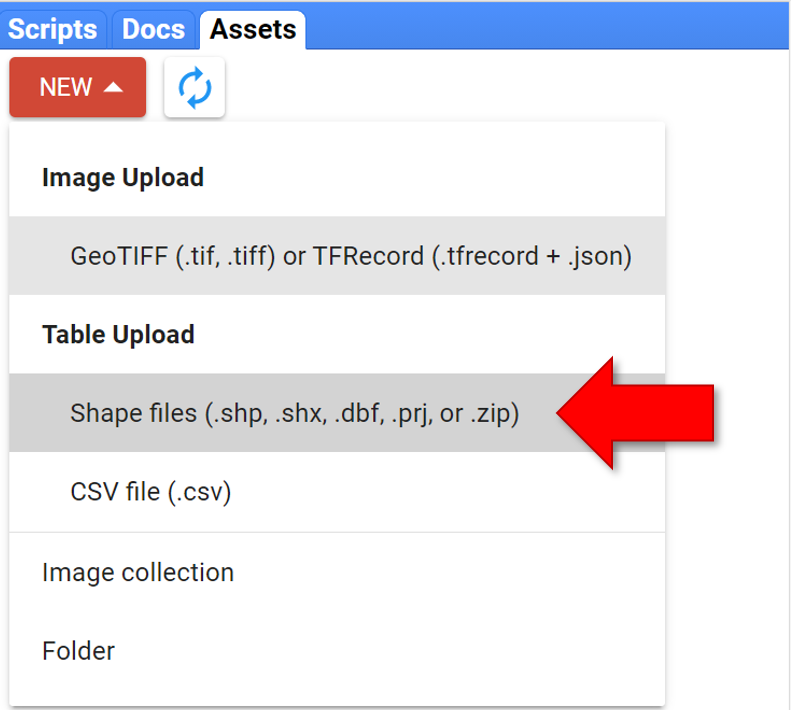 Scripts Docs Assets
NEW
Image Upload
GeoTIFF (.tif, .tiff) or TFRecord (.tfrecord + .json)
Table Upload
Shape files (.shp, .shx, .dbf, .prj, or .zip)
CSV file (.csv)
Image collection
Folder